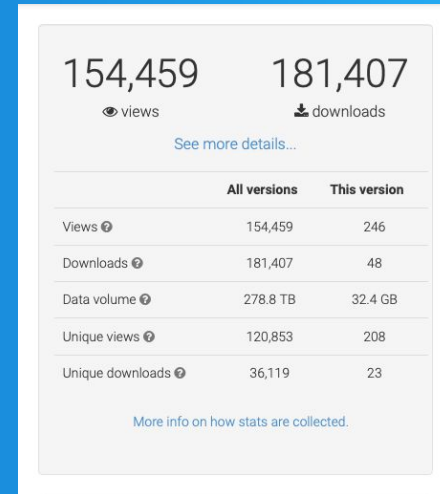 154,459 181,407
views downloads
See more details...
All versions This version
Views 154,459 246
Downloads 181,407 48
Data volume 278.8 TB 32.4 GB
Unique views 120,853 208
Unique downloads 36,119 23
More info on how stats are collected.